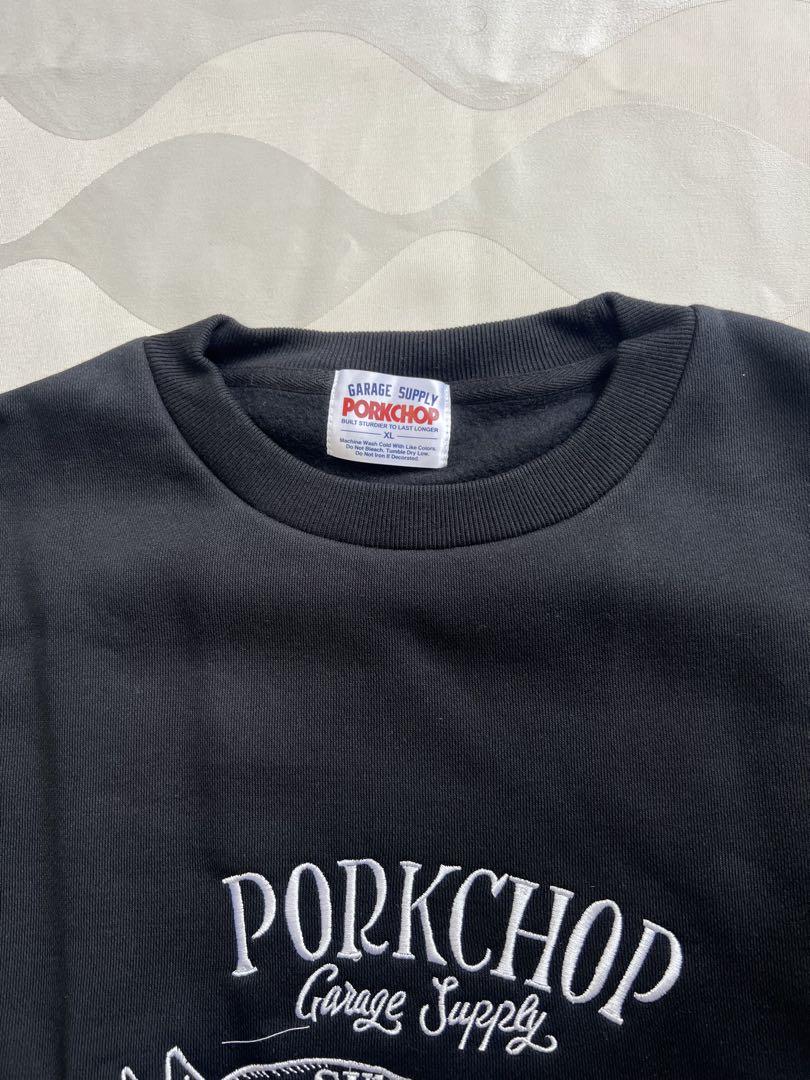 GARAGE SUPPLY
PORKCHOP
BUILT STURDIER TO LAST LONGER
XL
Machine Wash Cold With Like Colors.
Do Not Bleach. Tumble Dry Low.
Do Not Iron If Decorated.
PORKCHOP
Garage Supply